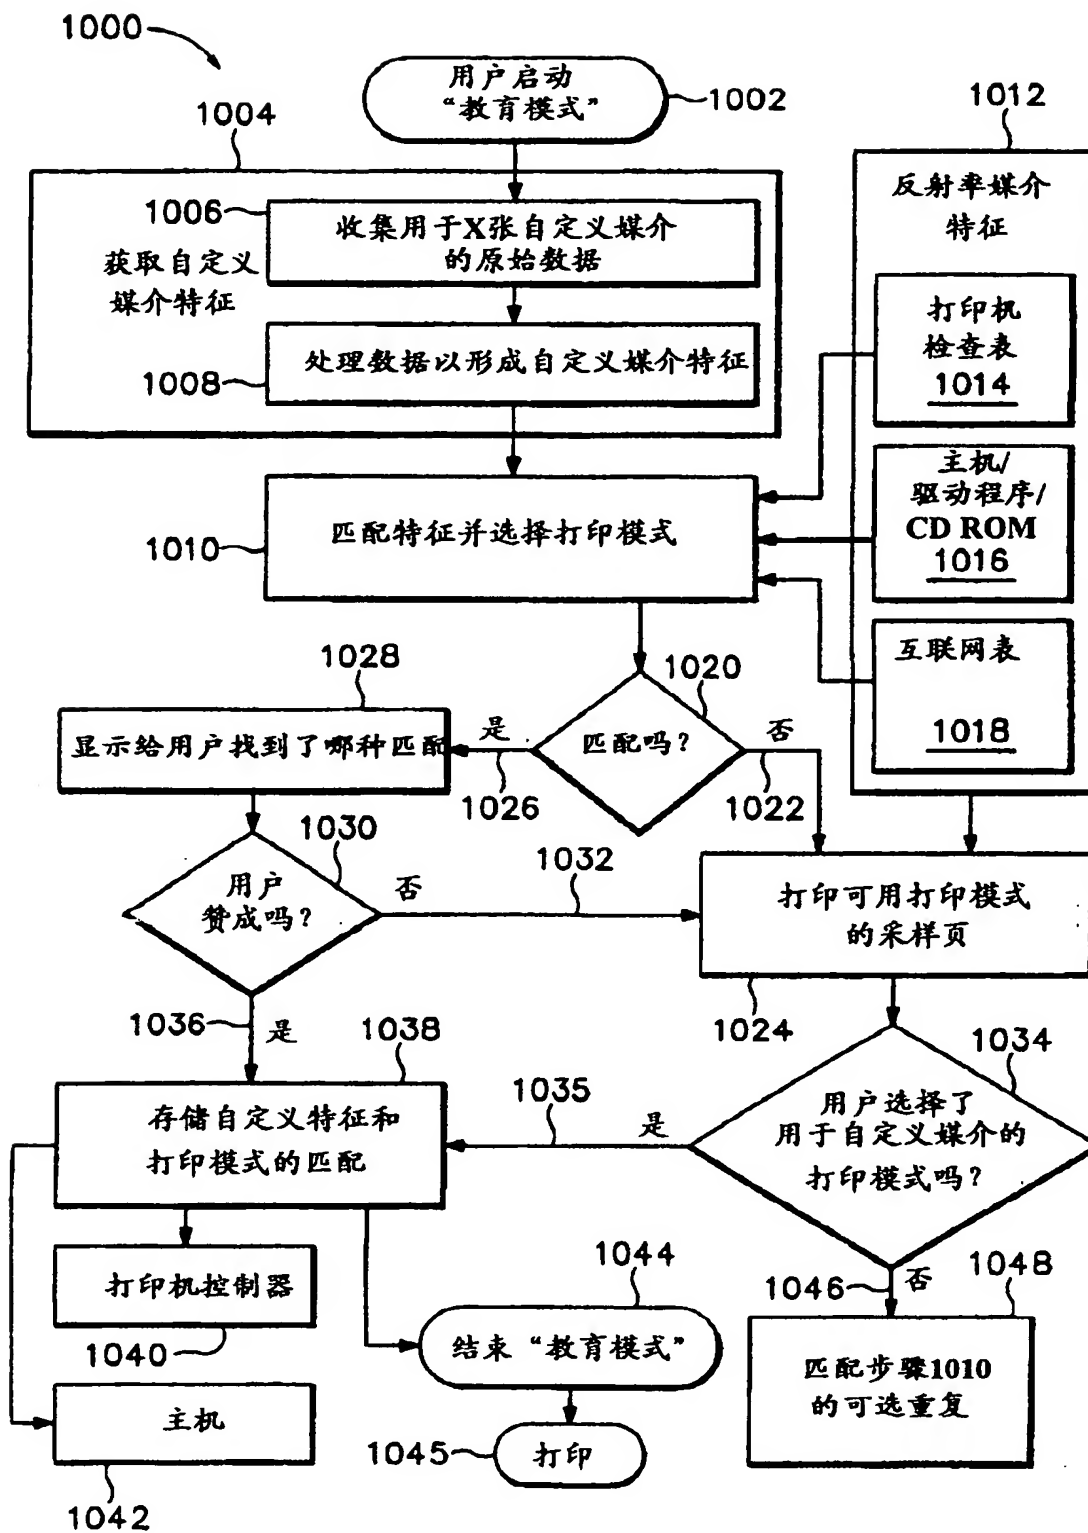 1000
用户启动
“教育模式”
1002
1004
1012
反射率媒介
特征
1006
收集用于X张自定义媒介
的原始数据
获取自定义
媒介特征
1008
处理数据以形成自定义媒介特征
打印机
检查表
1014
主机/
驱动程序/
CD ROM
1016
互联网表
1018
1010
匹配特征并选择打印模式
1028
显示给用户找到了哪种匹配
是
1026
1020
匹配吗?
否
1022
1030
用户
赞成吗?
否
1032
打印可用打印模式
的采样页
1024
1036
是
1038
存储自定义特征和
打印模式的匹配
1035
是
1034
用户选择了
用于自定义媒介的
打印模式吗?
打印机控制器
1040
主机
1042
1044
结束“教育模式”
1045
打印
1046
否
1048
匹配步骤1010
的可选重复